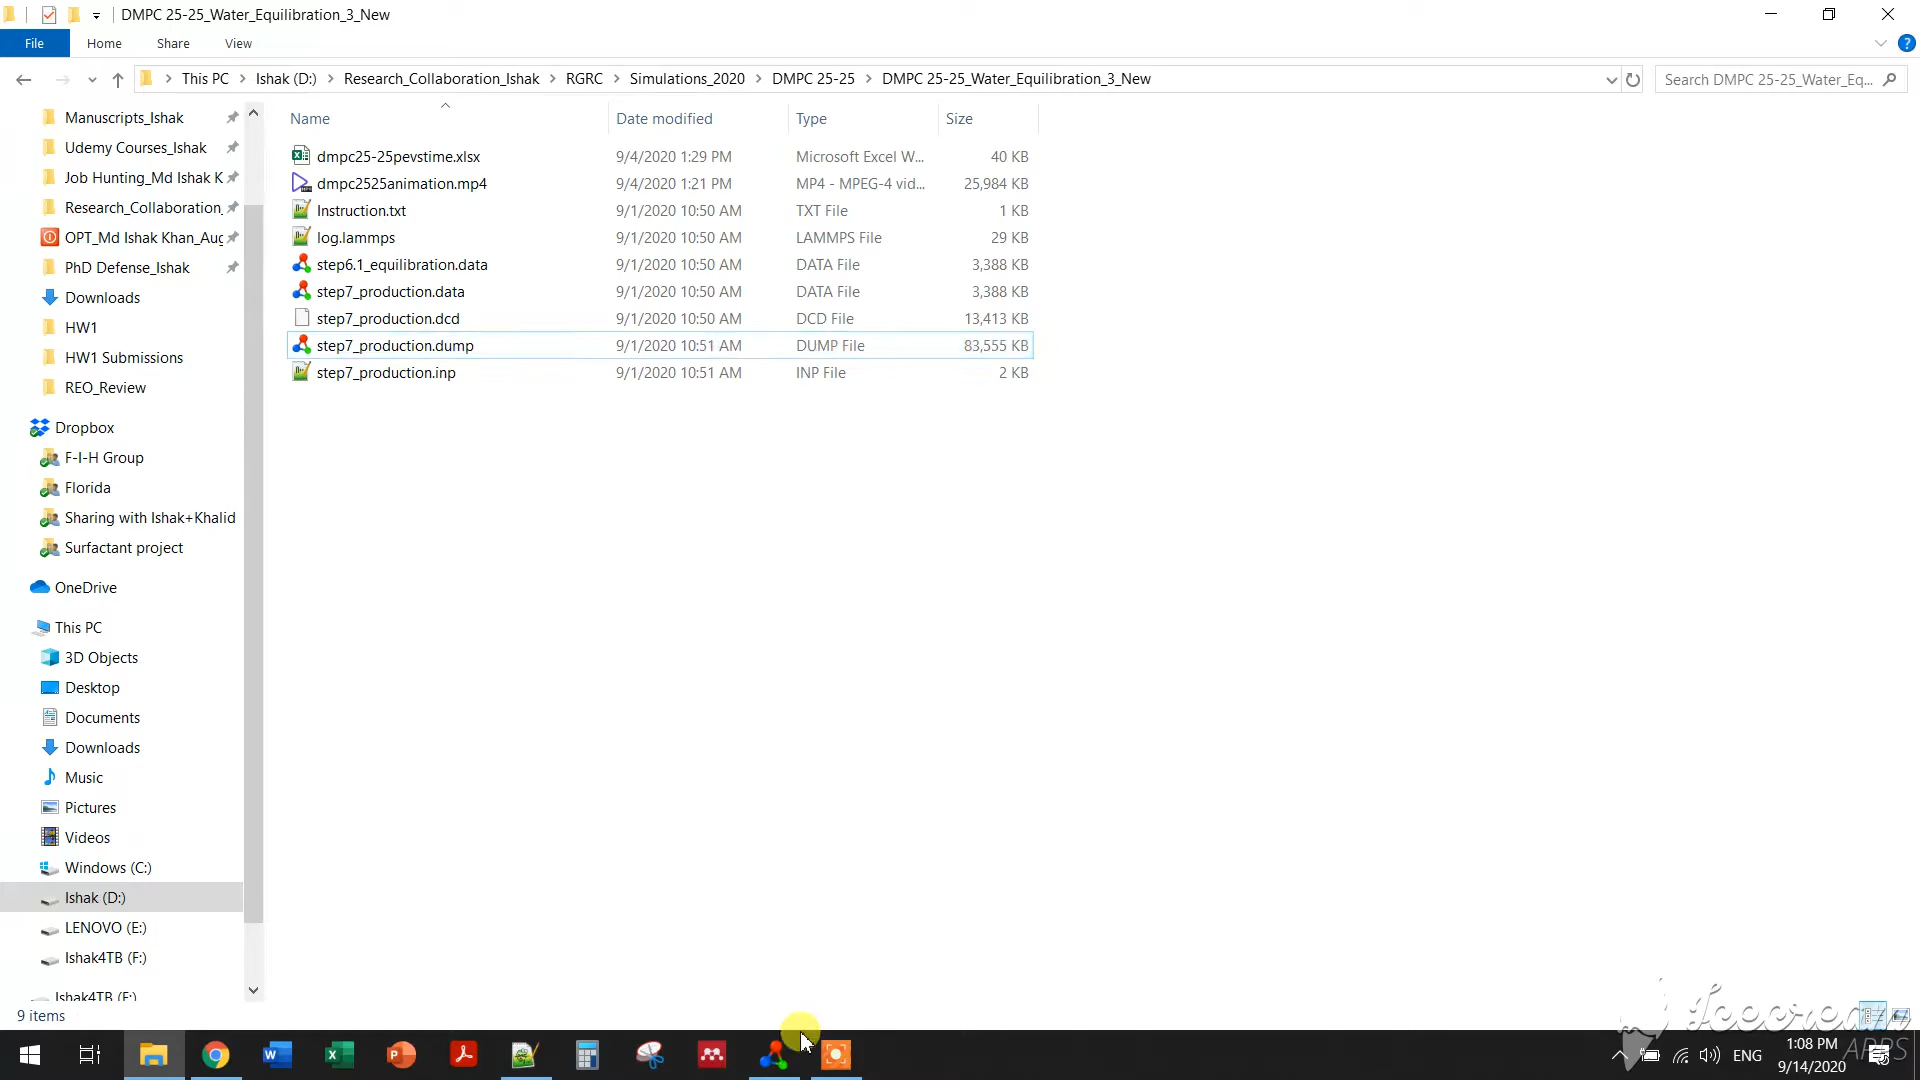 DMPC 25-25_Water_Equilibration_3_New
File Home Share View
This PC Ishak (D:) Research_Collaboration_Ishak RGRC Simulations_2020 DMPC 25-25 DMPC 25-25_Water_Equilibration_3_New
Search DMPC 25-25_Water_Eq...
Name Date modified Type Size
dmpc25-25pevstime.xlsx 9/4/2020 1:29 PM Microsoft Excel W... 40 KB
dmpc2525animation.mp4 9/4/2020 1:21 PM MP4 - MPEG-4 vid... 25,984 KB
Instruction.txt 9/1/2020 10:50 AM TXT File 1 KB
log.lammps 9/1/2020 10:50 AM LAMMPS File 29 KB
step6.1_equilibration.data 9/1/2020 10:50 AM DATA File 3,388 KB
step7_production.data 9/1/2020 10:50 AM DATA File 3,388 KB
step7_production.dcd 9/1/2020 10:50 AM DCD File 13,413 KB
step7_production.dump 9/1/2020 10:51 AM DUMP File 83,555 KB
step7_production.inp 9/1/2020 10:51 AM INP File 2 KB
Manuscripts_Ishak
Udemy Courses_Ishak
Job Hunting_Md Ishak K
Research_Collaboration_
OPT_Md Ishak Khan_Aug
PhD Defense_Ishak
Downloads
HW1
HW1 Submissions
REO_Review
Dropbox
F-I-H Group
Florida
Sharing with Ishak+Khalid
Surfactant project
OneDrive
This PC
3D Objects
Desktop
Documents
Downloads
Music
Pictures
Videos
Windows (C:)
Ishak (D:)
LENOVO (E:)
Ishak4TB (F:)
Ishak4TB (F:)
9 items
Icecream
APPS
ENG
1:08 PM
9/14/2020